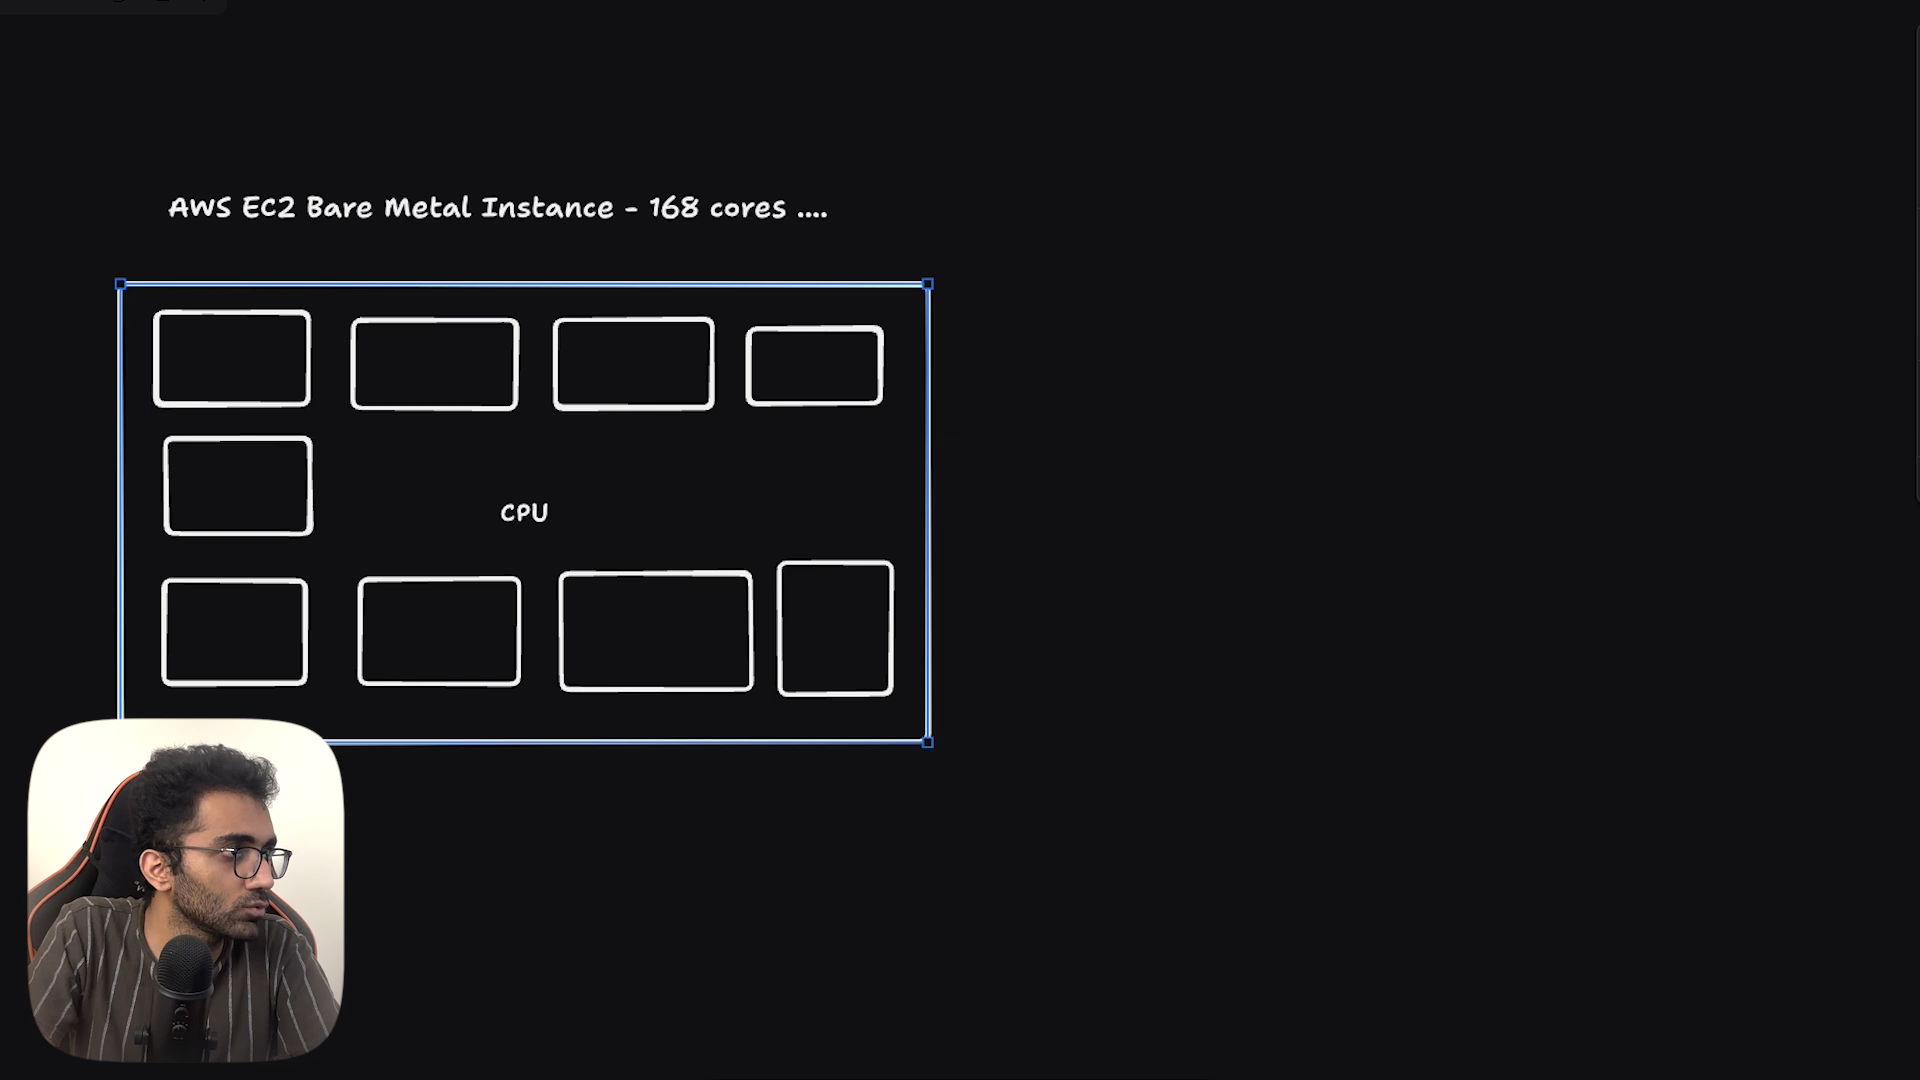 AWS EC2 Bare Metal Instance - 168 cores ....
CPU